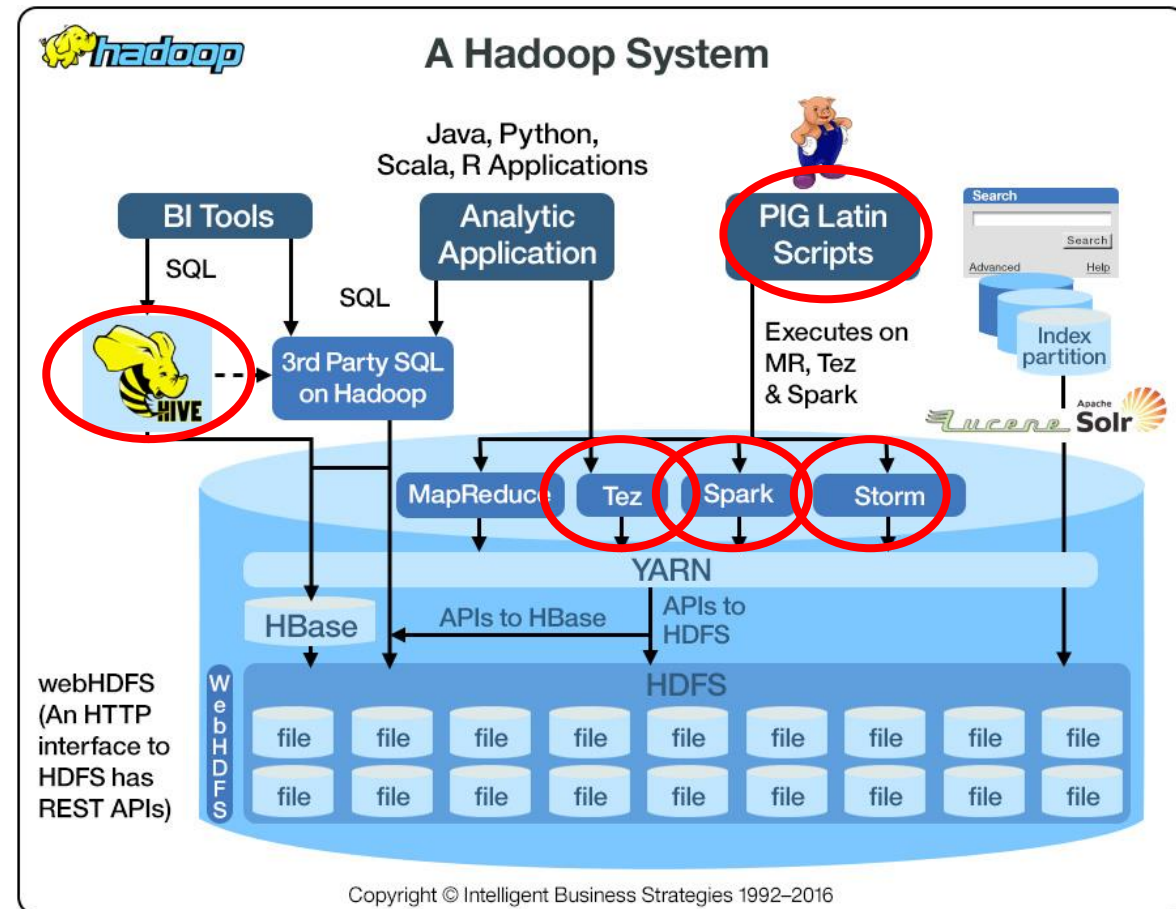 hadoop
A Hadoop System
Java, Python,
Scala, R Applications
BI Tools
Analytic
Application
PIG Latin
Scripts
Search
Search
Advanced
Help
SQL
SQL
HIVE
3rd Party SQL
on Hadoop
Executes on
MR, Tez
& Spark
Index
partition
Lucene
Apache
Solr
MapReduce
Tez
Spark
Storm
YARN
HBase
APIs to HBase
APIs to
HDFS
webHDFS
(An HTTP
interface to
HDFS has
REST APIs)
WebHDFS
HDFS
file file file file file file file file file
file file file file file file file file file
Copyright © Intelligent Business Strategies 1992–2016